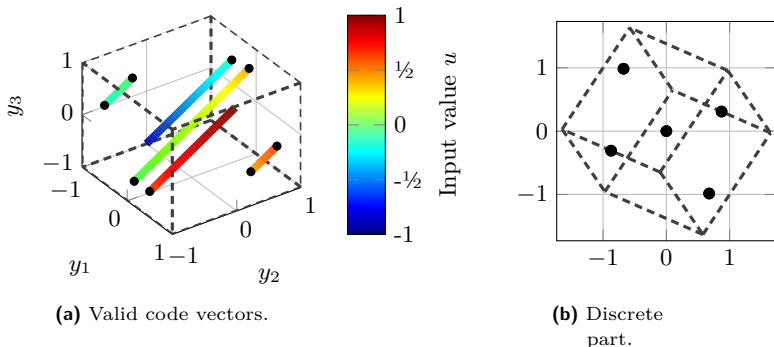 1
0
−1
y3
−1
0
1
y1
−1
0
1
y2
1
½
0
-½
-1
Input value u
1
0
−1
−1
0
1
(a) Valid code vectors.
(b) Discrete
part.